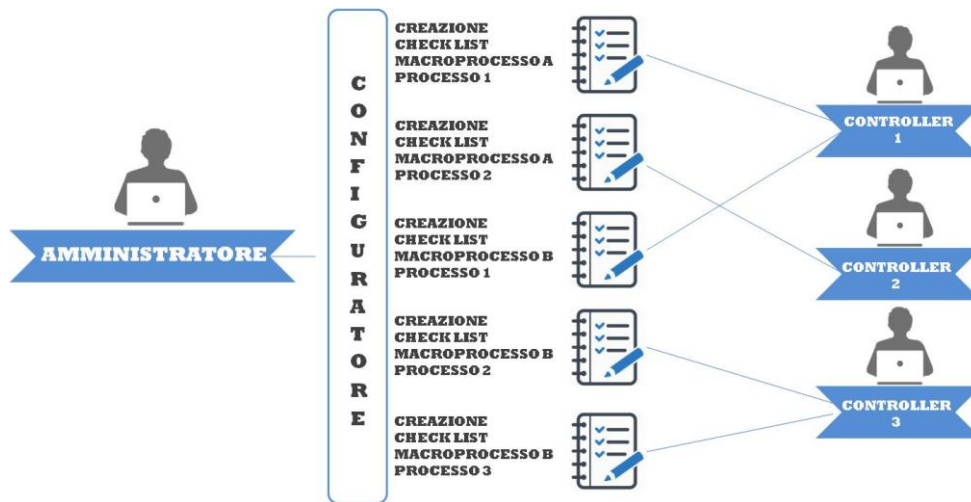 AMMINISTRATORE
CONFIGURATORE
CREAZIONE
CHECK LIST
MACROPROCESSO A
PROCESSO 1
CREAZIONE
CHECK LIST
MACROPROCESSO A
PROCESSO 2
CREAZIONE
CHECK LIST
MACROPROCESSO B
PROCESSO 1
CREAZIONE
CHECK LIST
MACROPROCESSO B
PROCESSO 2
CREAZIONE
CHECK LIST
MACROPROCESSO B
PROCESSO 3
CONTROLLER
1
CONTROLLER
2
CONTROLLER
3